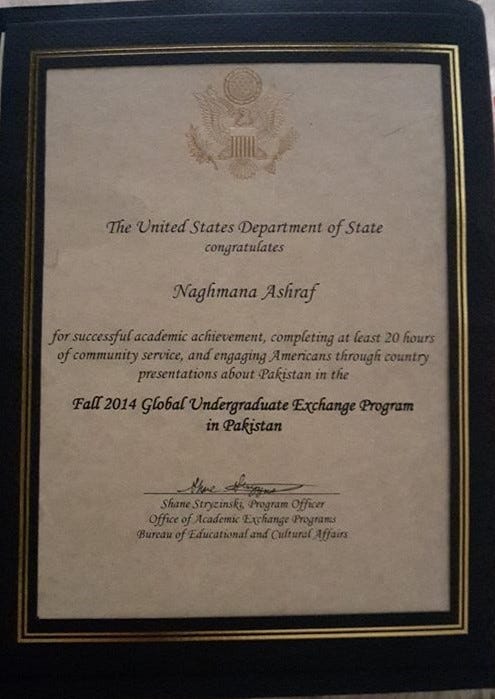 The United States Department of State
congratulates
Naghmana Ashraf
for successful academic achievement, completing at least 20 hours
of community service, and engaging Americans through country
presentations about Pakistan in the
Fall 2014 Global Undergraduate Exchange Program
in Pakistan
Shane Stryzinski, Program Officer
Office of Academic Exchange Programs
Bureau of Educational and Cultural Affairs